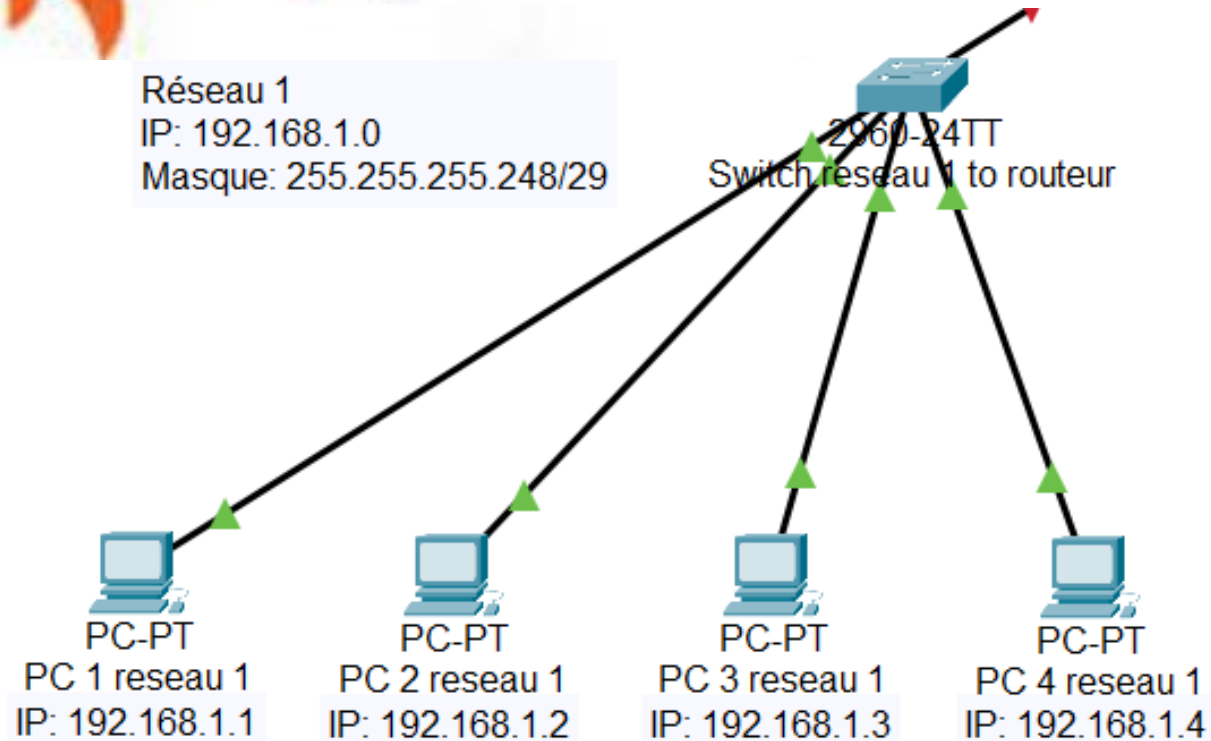 Réseau 1
IP: 192.168.1.0
Masque: 255.255.255.248/29
2960-24TT
Switch reseau 1 to routeur
PC-PT
PC 1 reseau 1
IP: 192.168.1.1
PC-PT
PC 2 reseau 1
IP: 192.168.1.2
PC-PT
PC 3 reseau 1
IP: 192.168.1.3
PC-PT
PC 4 reseau 1
IP: 192.168.1.4